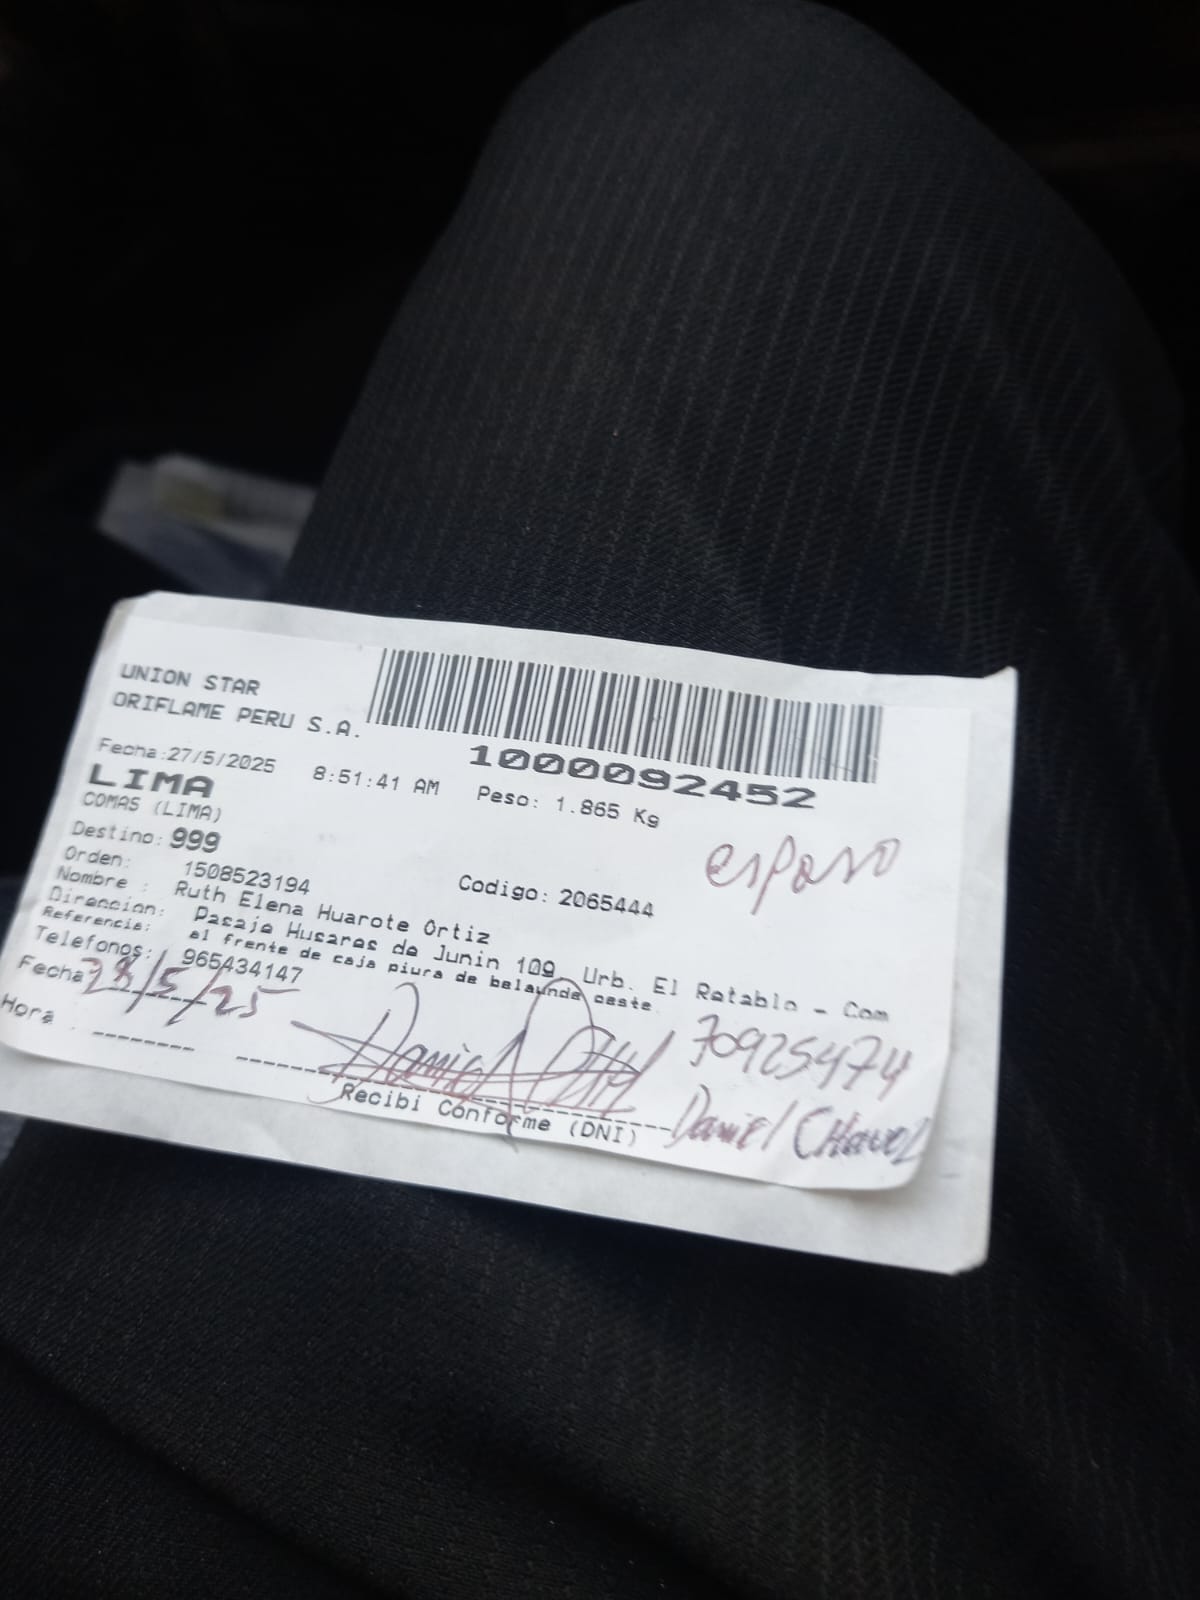 UNION STAR
ORIFLAME PERU S.A.
1000092452
Fecha:27/5/2025 8:51:41 AM Peso: 1.865 Kg
LIMA
COMAS (LIMA)
esposo
Destino: 999
Orden: 1508523194 Codigo: 2065444
Nombre : Ruth Elena Huarote Ortiz
Direccion: Pasaje Husares de Junin 109 Urb. El Retablo - Com
Referencia: al frente de caja piura de belaunde oeste
Telefonos: 965434147
Fecha 28/5/25
70925474
Hora
Recibi Conforme (DNI)
Daniel Chavez